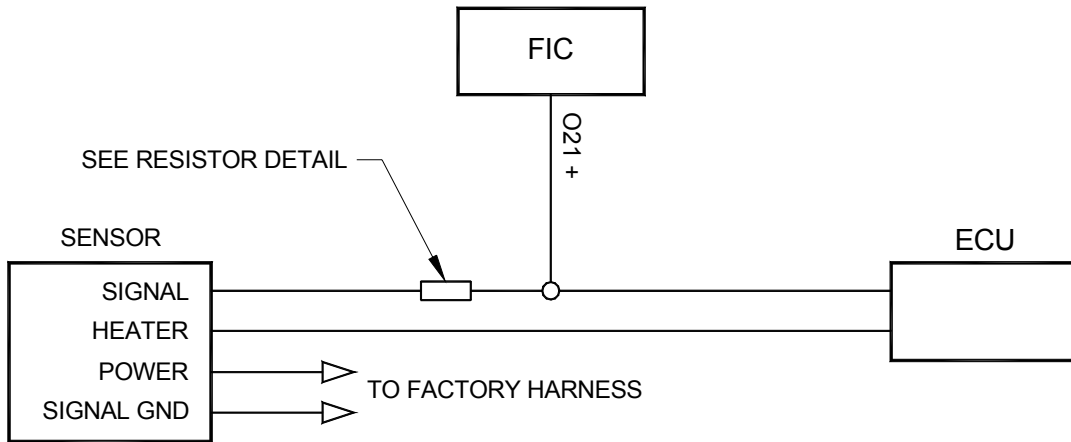 FIC
O21 +
SEE RESISTOR DETAIL
SENSOR
ECU
SIGNAL
HEATER
POWER
TO FACTORY HARNESS
SIGNAL GND